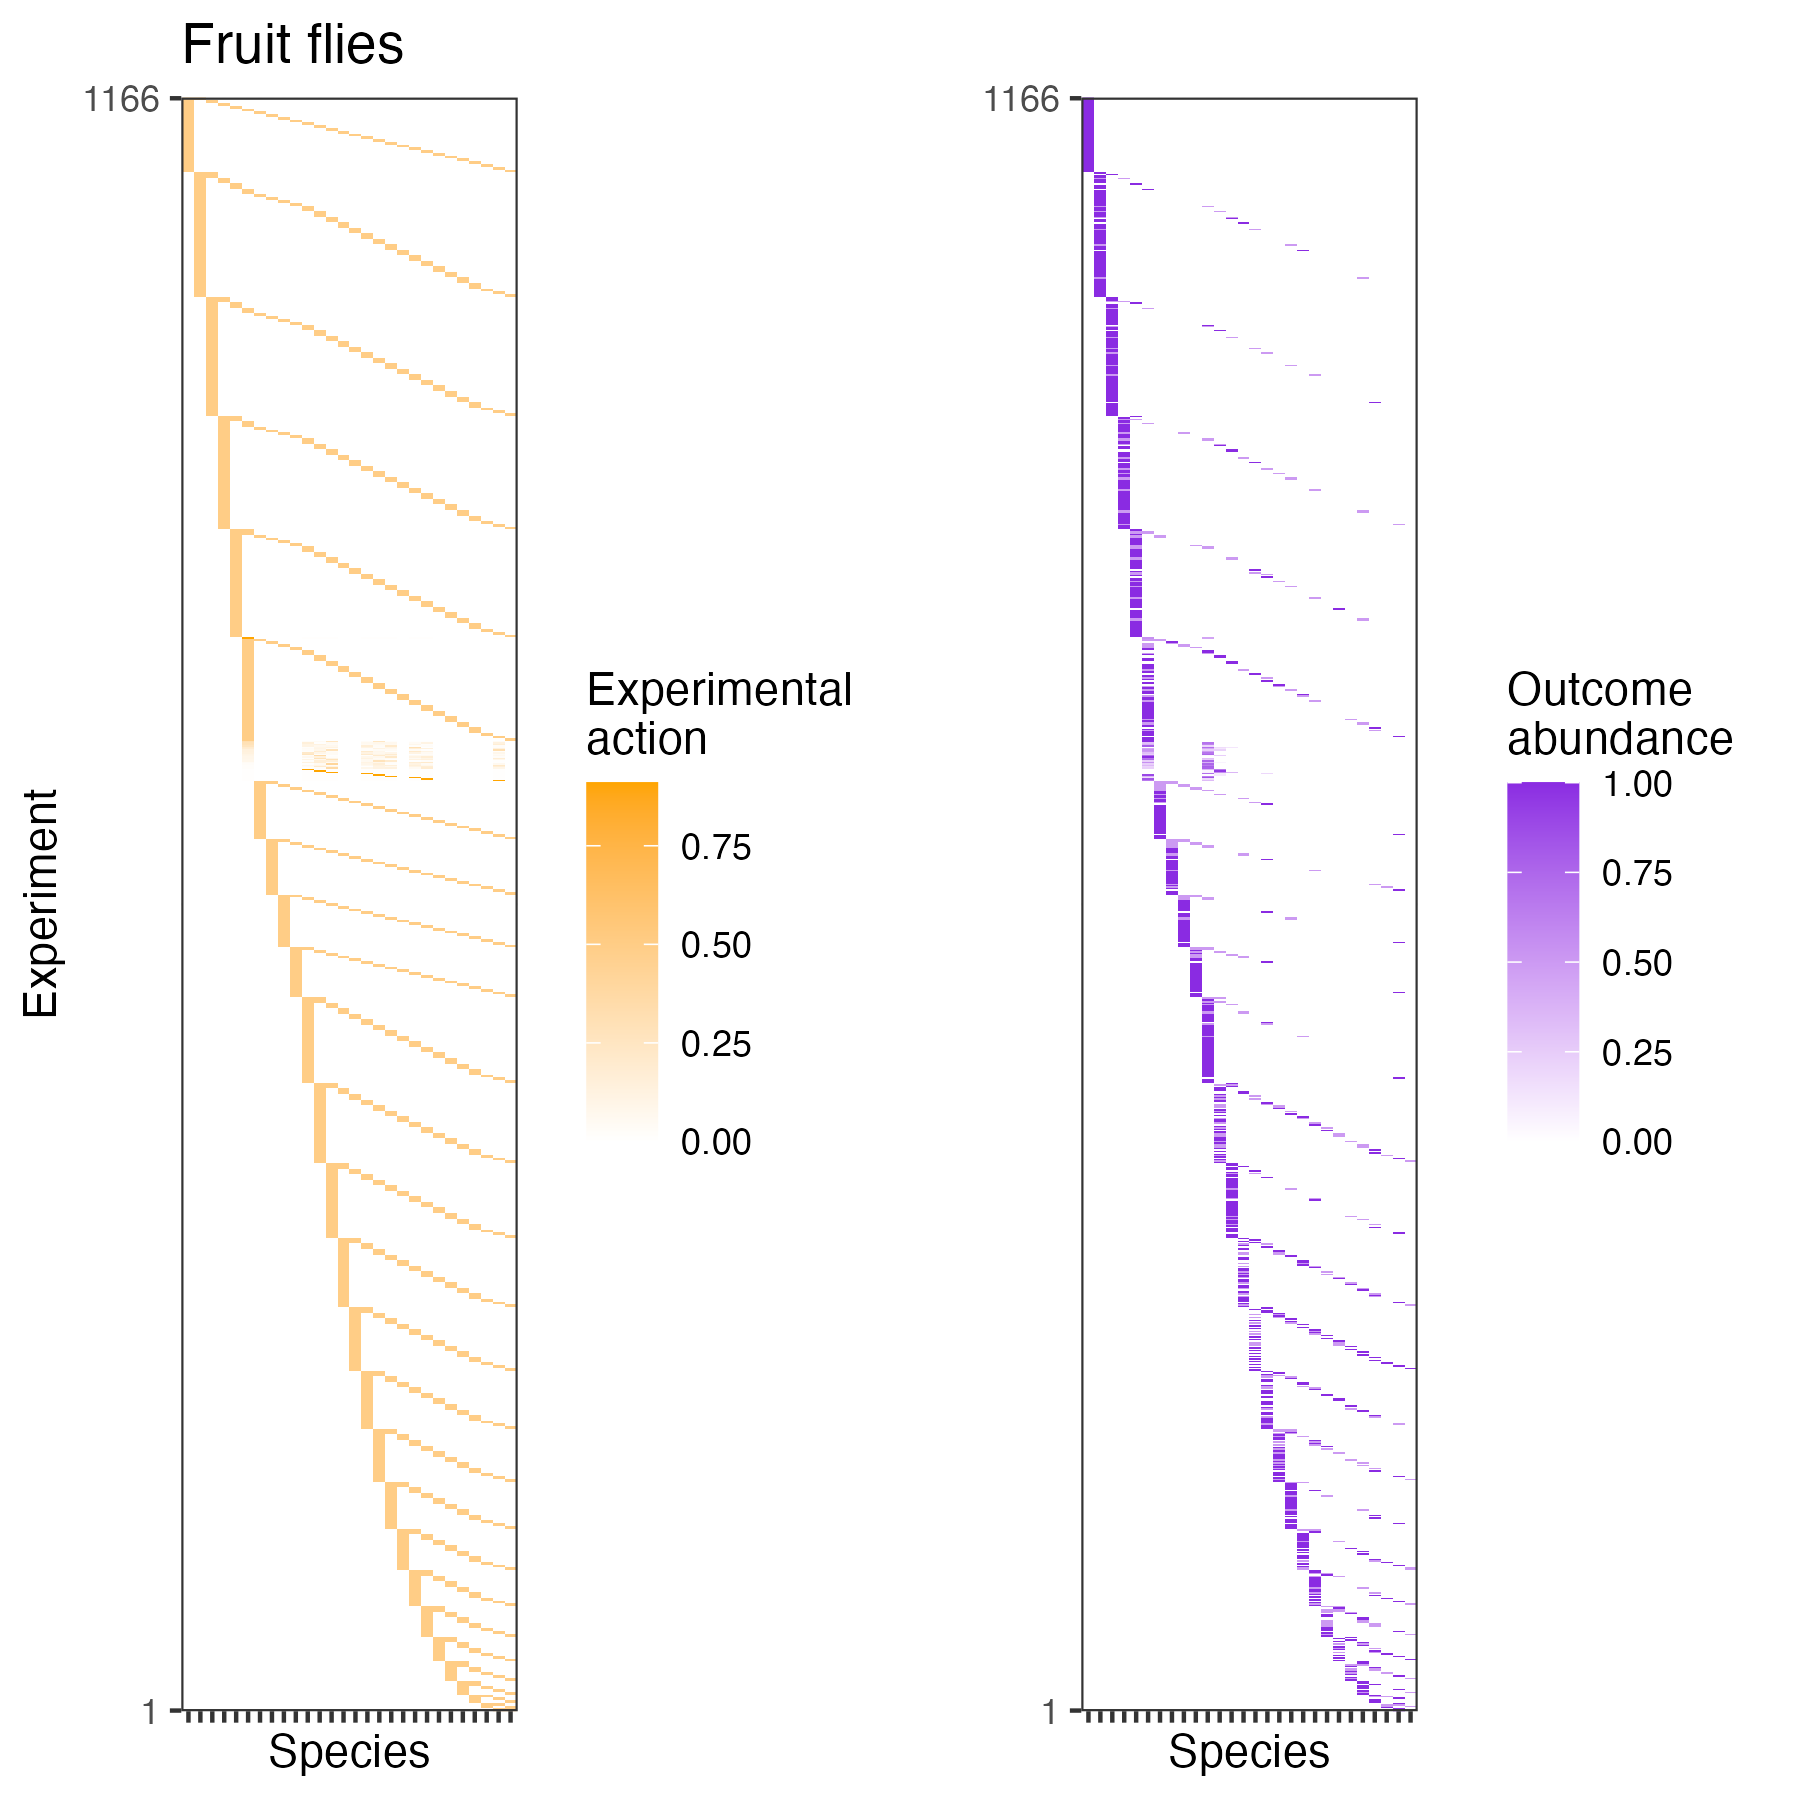 Fruit flies
1166
1
Experiment
Species
Experimental
action
0.75
0.50
0.25
0.00
1166
1
Species
Outcome
abundance
1.00
0.75
0.50
0.25
0.00